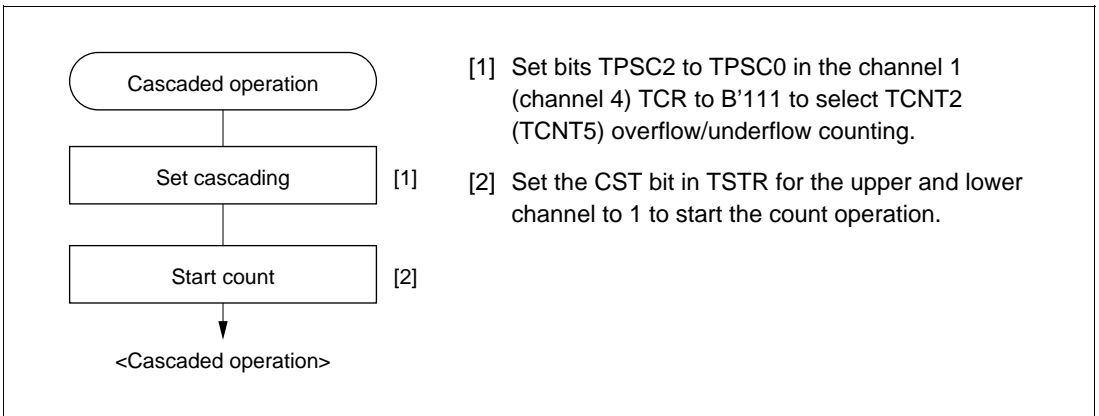 Cascaded operation
Set cascading
[1]
Start count
[2]
<Cascaded operation>
[1] Set bits TPSC2 to TPSC0 in the channel 1
(channel 4) TCR to B'111 to select TCNT2
(TCNT5) overflow/underflow counting.
[2] Set the CST bit in TSTR for the upper and lower
channel to 1 to start the count operation.